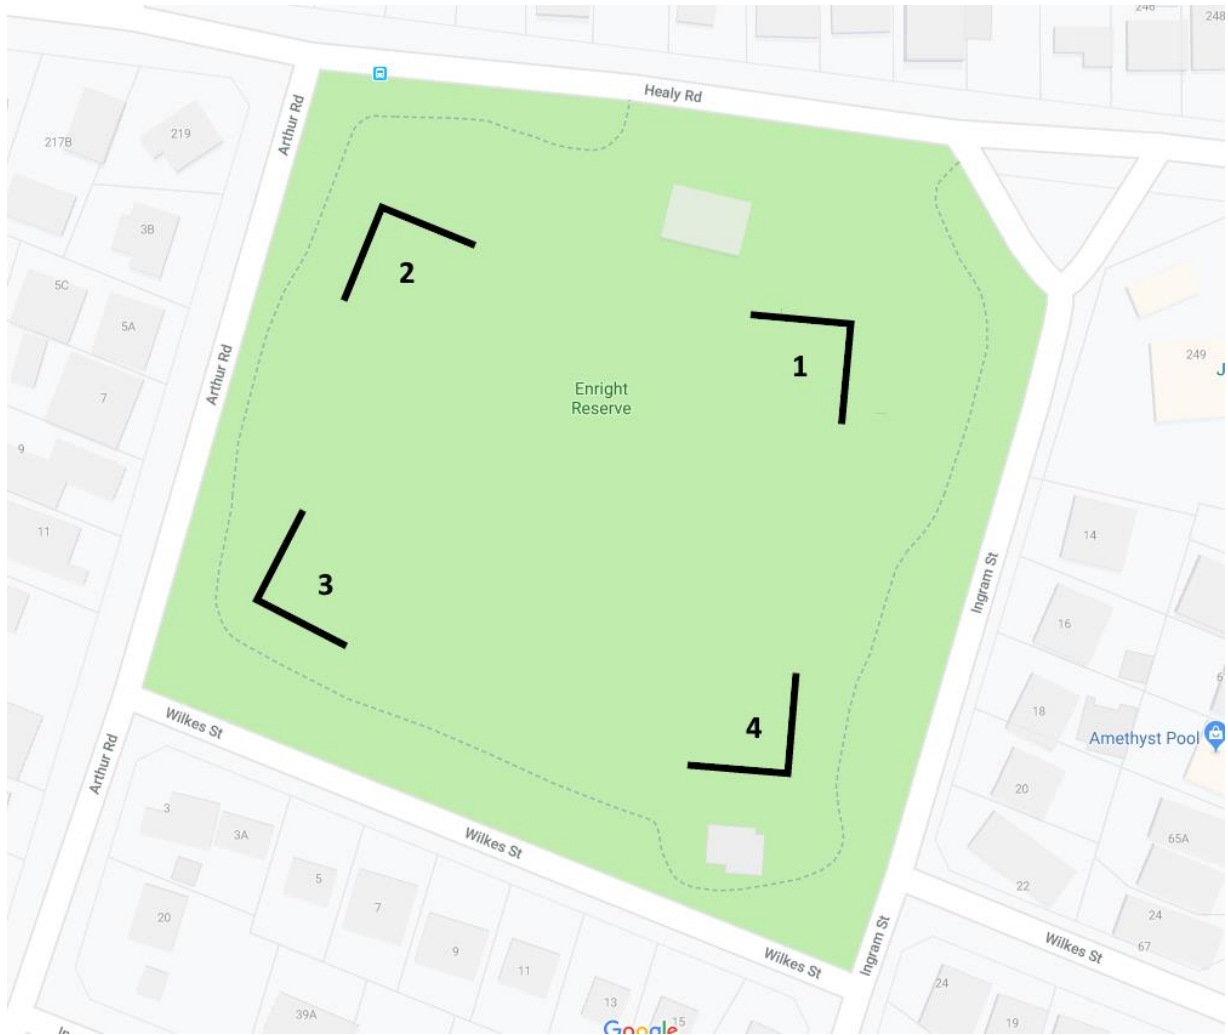 246
248
Healy Rd
Arthur Rd
219
217B
3B
2
5C
5A
1
249
J
Enright
Reserve
Arthur Rd
7
9
11
14
3
Ingram St
16
18
4
Amethyst Pool
Wilkes St
Arthur Rd
20
3
3A
Wilkes St
65A
5
7
22
20
9
24
67
11
Wilkes St
Wilkes St
Ingram St
24
13
15
19
39A
Google